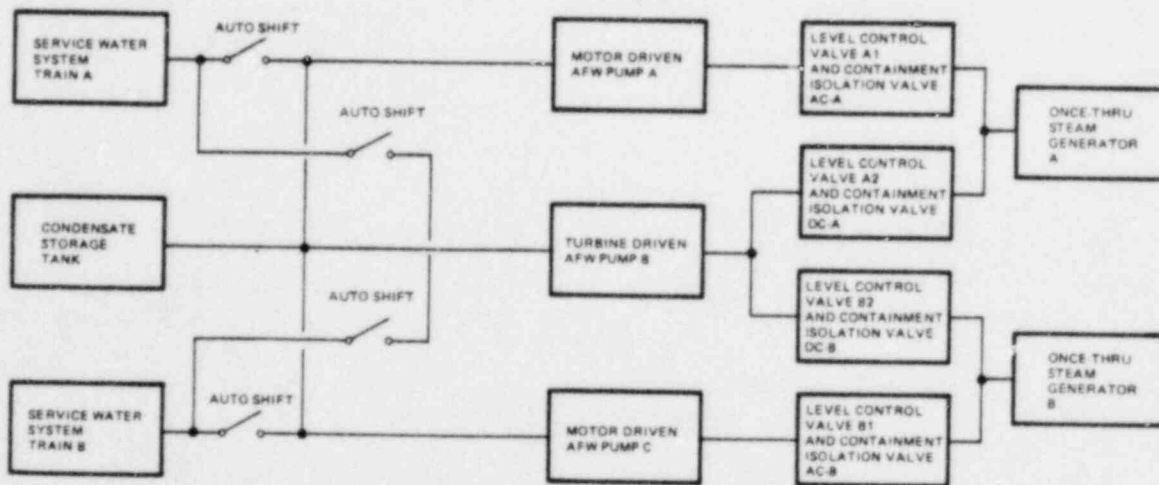 AUTO SHIFT
SERVICE WATER
SYSTEM
TRAIN A
MOTOR DRIVEN
AFW PUMP A
LEVEL CONTROL
VALVE A1
AND CONTAINMENT
ISOLATION VALVE
AC-A
ONCE-THRU
STEAM
GENERATOR
A
AUTO SHIFT
LEVEL CONTROL
VALVE A2
AND CONTAINMENT
ISOLATION VALVE
DC-A
CONDENSATE
STORAGE
TANK
TURBINE DRIVEN
AFW PUMP B
AUTO SHIFT
LEVEL CONTROL
VALVE B2
AND CONTAINMENT
ISOLATION VALVE
DC-B
ONCE-THRU
STEAM
GENERATOR
B
AUTO SHIFT
SERVICE WATER
SYSTEM
TRAIN B
MOTOR DRIVEN
AFW PUMP C
LEVEL CONTROL
VALVE B1
AND CONTAINMENT
ISOLATION VALVE
AC-B